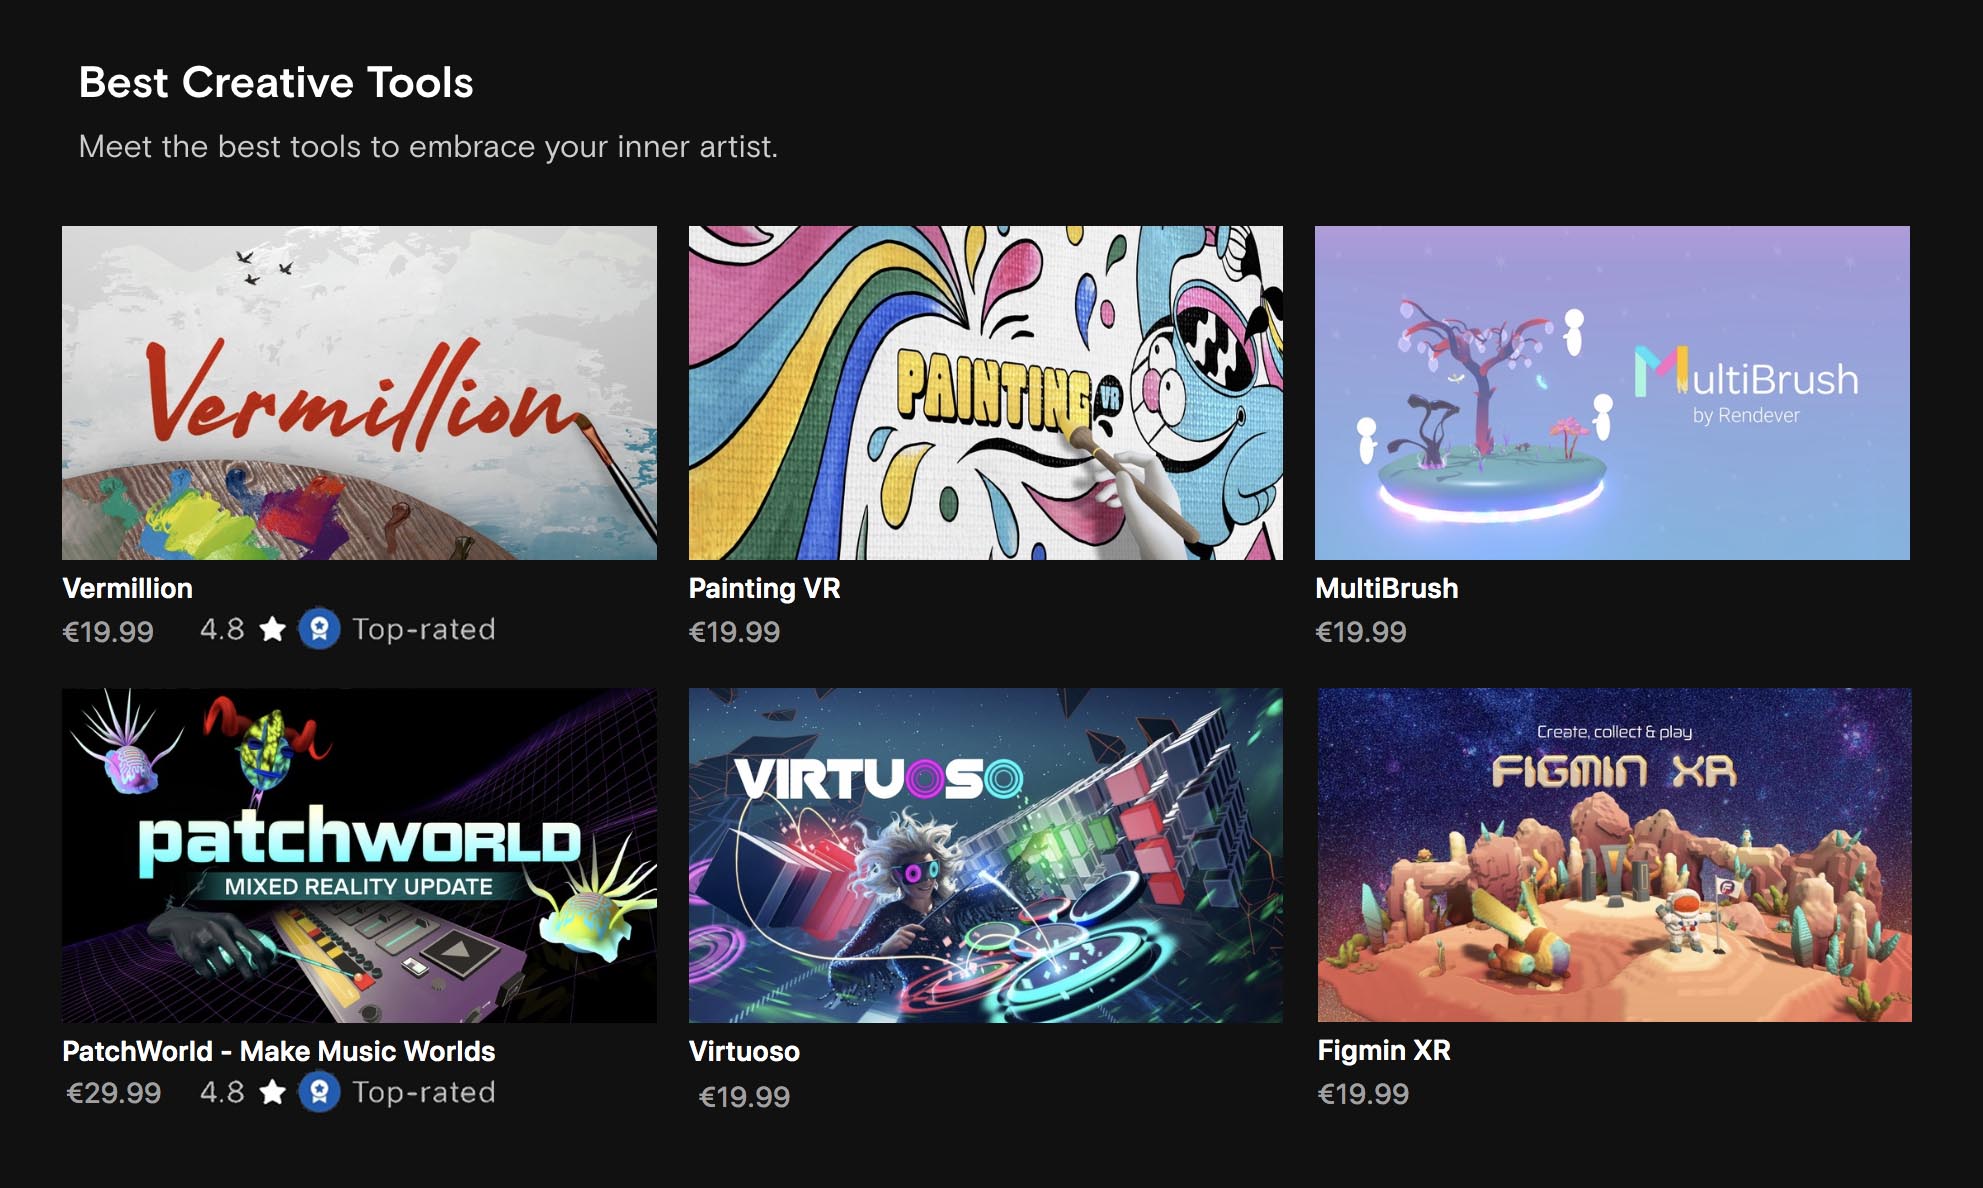 Best Creative Tools
Meet the best tools to embrace your inner artist.
Vermillion
PAINTING VR
MultiBrush
by Rendever
Vermillion
Painting VR
MultiBrush
€19.99 4.8 Top-rated
€19.99
€19.99
patchWORLD
MIXED REALITY UPDATE
VIRTUOSO
Create, collect & play
FIGMIN XR
PatchWorld - Make Music Worlds
Virtuoso
Figmin XR
€29.99 4.8 Top-rated
€19.99
€19.99